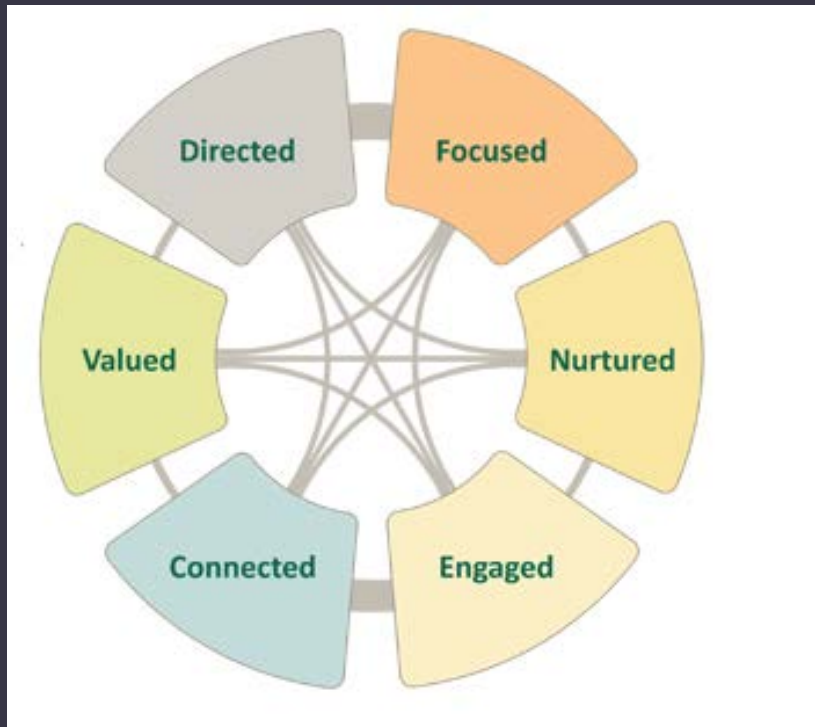 Directed
Focused
Valued
Nurtured
Connected
Engaged